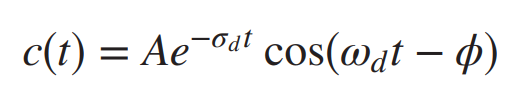 c(t) = Ae^{-σ_d t} cos(ω_d t − ϕ)